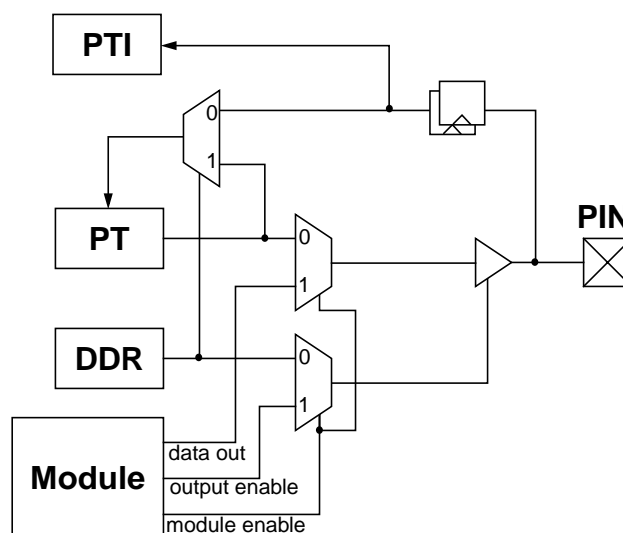 PTI
0
1
PT
PIN
0
1
DDR
0
1
Module
data out
output enable
module enable